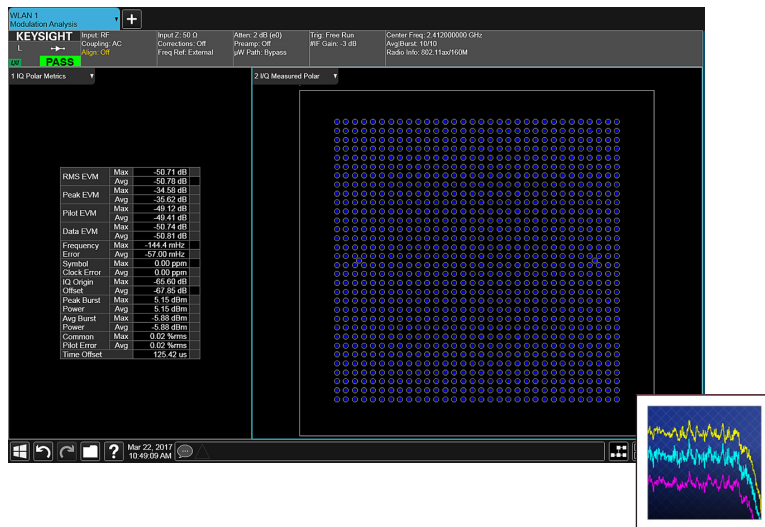 WLAN 1
Modulation Analysis
KEYSIGHT
L
PASS
Input: RF
Coupling: AC
Align: Off
Input Z: 50 Ω
Corrections: Off
Freq Ref: External
Atten: 2 dB (e0)
Preamp: Off
µW Path: Bypass
Trig: Free Run
#IF Gain: -3 dB
Center Freq: 2.412000000 GHz
Avg|Burst: 10/10
Radio Info: 802.11ax/160M
1 IQ Polar Metrics
2 I/Q Measured Polar
RMS EVM Max -50.71 dB
Avg -50.78 dB
Peak EVM Max -34.58 dB
Avg -35.62 dB
Pilot EVM Max -49.12 dB
Avg -49.41 dB
Data EVM Max -50.74 dB
Avg -50.81 dB
Frequency Max -144.4 mHz
Error Avg -57.00 mHz
Symbol Max 0.00 ppm
Clock Error Avg 0.00 ppm
IQ Origin Max -65.60 dB
Offset Avg -67.85 dB
Peak Burst Max 5.15 dBm
Power Avg 5.15 dBm
Avg Burst Max -5.88 dBm
Power Avg -5.88 dBm
Common Max 0.02 %rms
Pilot Error Avg 0.02 %rms
Time Offset 125.42 us
?
Mar 22, 2017
10:49:09 AM